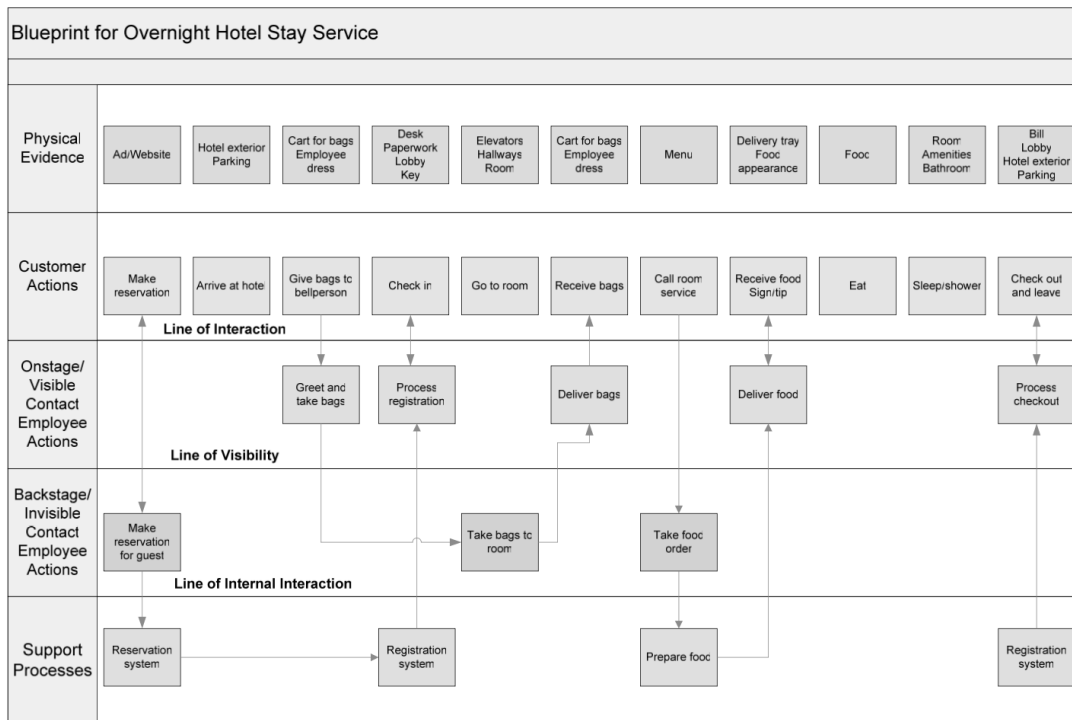 Blueprint for Overnight Hotel Stay Service
Physical
Evidence
Ad/Website
Hotel exterior
Parking
Cart for bags
Employee
dress
Desk
Paperwork
Lobby
Key
Elevators
Hallways
Room
Cart for bags
Employee
dress
Menu
Delivery tray
Food
appearance
Food
Room
Amenities
Bathroom
Bill
Lobby
Hotel exterior
Parking
Customer
Actions
Make
reservation
Arrive at hotel
Give bags to
bellperson
Check in
Go to room
Receive bags
Call room
service
Receive food
Sign/tip
Eat
Sleep/shower
Check out
and leave
Line of Interaction
Onstage/
Visible
Contact
Employee
Actions
Greet and
take bags
Process
registration
Deliver bags
Deliver food
Process
checkout
Line of Visibility
Backstage/
Invisible
Contact
Employee
Actions
Make
reservation
for guest
Take bags to
room
Take food
order
Line of Internal Interaction
Support
Processes
Reservation
system
Registration
system
Prepare food
Registration
system